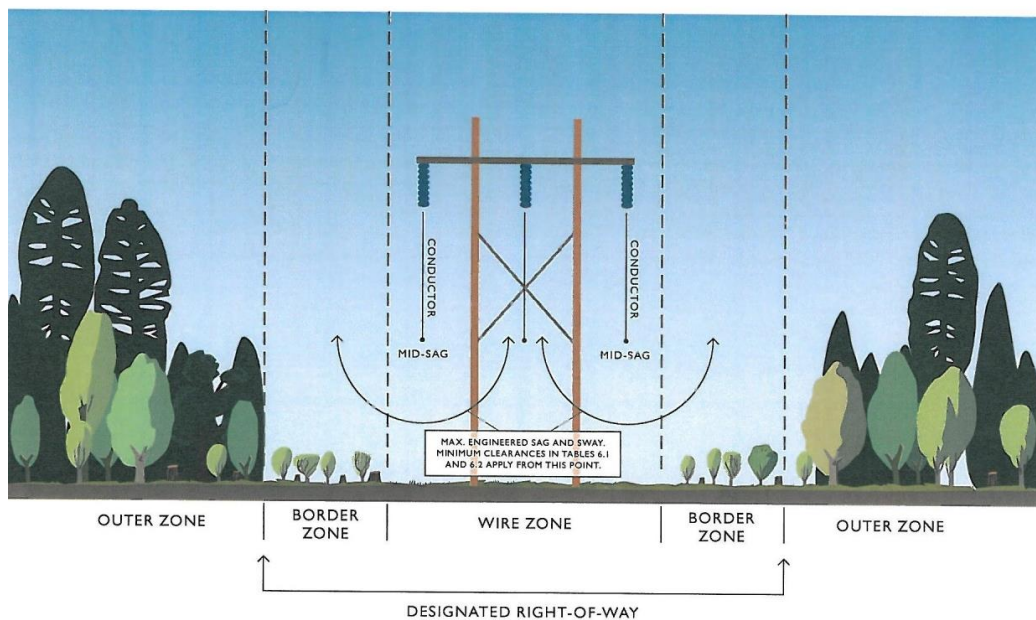 CONDUCTOR
CONDUCTOR
MID-SAG
MID-SAG
MAX. ENGINEERED SAG AND SWAY.
MINIMUM CLEARANCES IN TABLES 6.1
AND 6.2 APPLY FROM THIS POINT.
OUTER ZONE
BORDER
ZONE
WIRE ZONE
BORDER
ZONE
OUTER ZONE
DESIGNATED RIGHT-OF-WAY